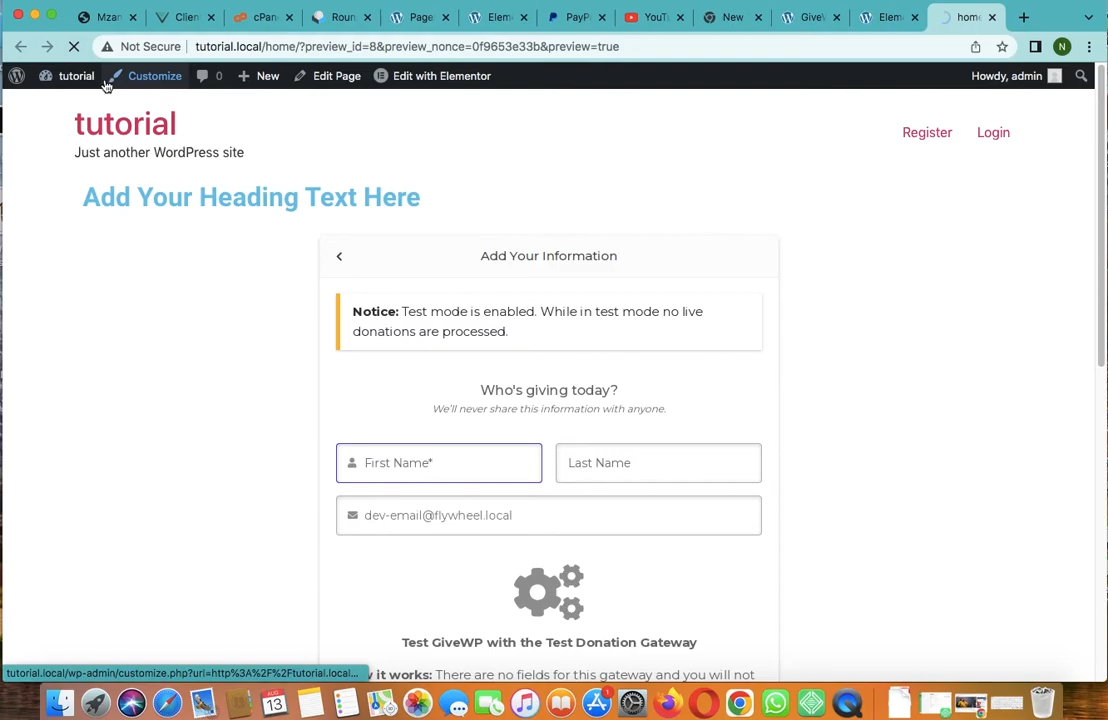 Mzan
Clien
cPan
Roun
Page
Elem
PayP
YouT
New
GiveV
Elem
home
Not Secure
tutorial.local/home/?preview_id=8&preview_nonce=0f9653e33b&preview=true
N
tutorial
Customize
0
New
Edit Page
Edit with Elementor
Howdy, admin
tutorial
Just another WordPress site
Register
Login
Add Your Heading Text Here
Add Your Information
Notice: Test mode is enabled. While in test mode no live
donations are processed.
Who's giving today?
We'll never share this information with anyone.
First Name*
Last Name
dev-email@flywheel.local
Test GiveWP with the Test Donation Gateway
tutorial.local/wp-admin/customize.php?url=http%3A%2F%2Ftutorial.local...
w it works: There are no fields for this gateway and you will not
13
1